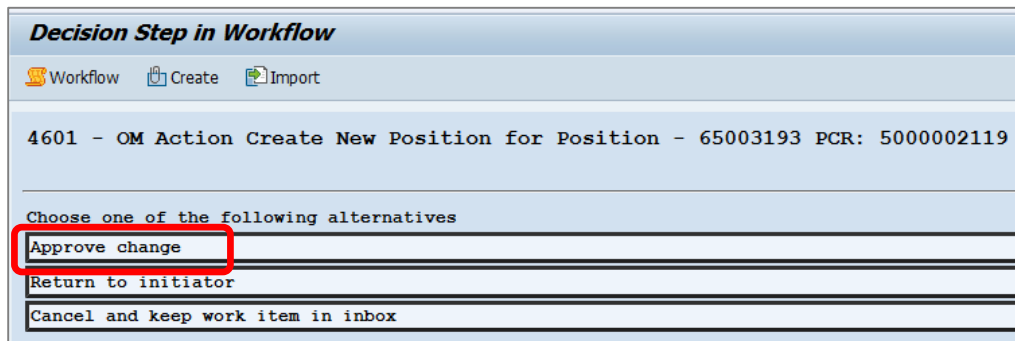 Decision Step in Workflow
Workflow Create Import
4601 - OM Action Create New Position for Position - 65003193 PCR: 5000002119
Choose one of the following alternatives
Approve change
Return to initiator
Cancel and keep work item in inbox